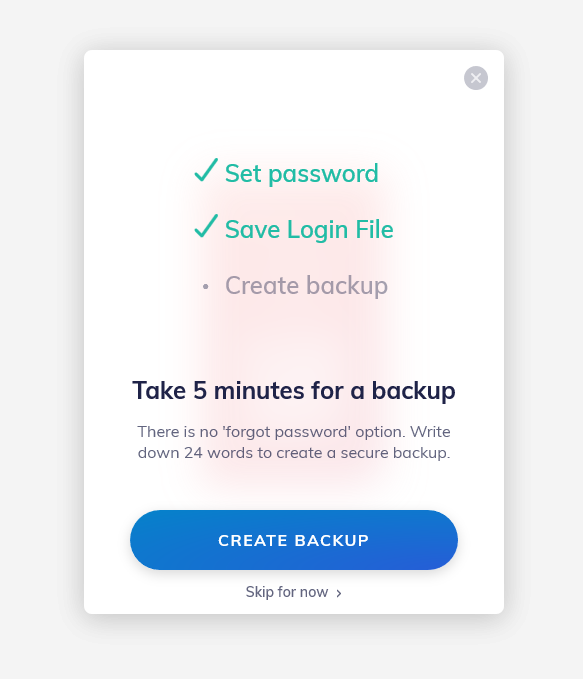 Set password
Save Login File
Create backup
Take 5 minutes for a backup
There is no 'forgot password' option. Write
down 24 words to create a secure backup.
CREATE BACKUP
Skip for now